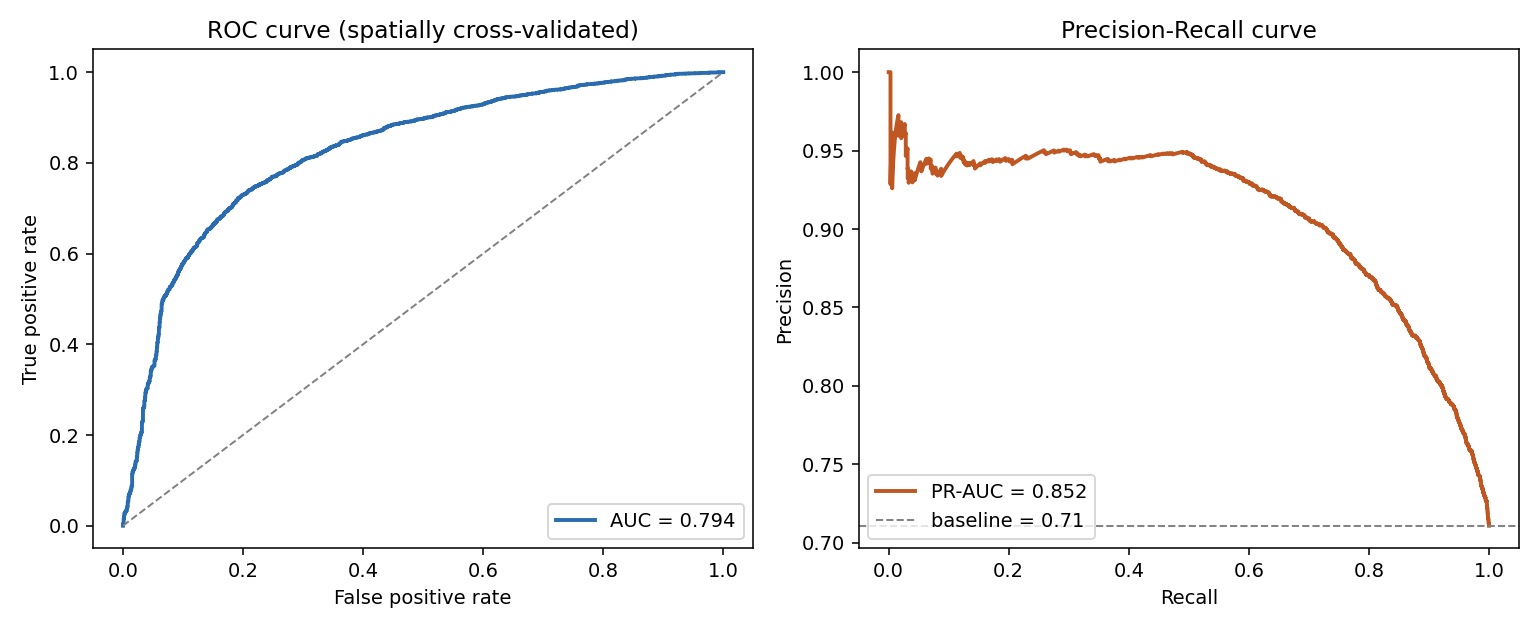 ROC curve (spatially cross-validated)
True positive rate
1.0
0.8
0.6
0.4
0.2
0.0
0.0 0.2 0.4 0.6 0.8 1.0
False positive rate
AUC = 0.794
Precision-Recall curve
Precision
1.00
0.95
0.90
0.85
0.80
0.75
0.70
0.0 0.2 0.4 0.6 0.8 1.0
Recall
PR-AUC = 0.852
baseline = 0.71